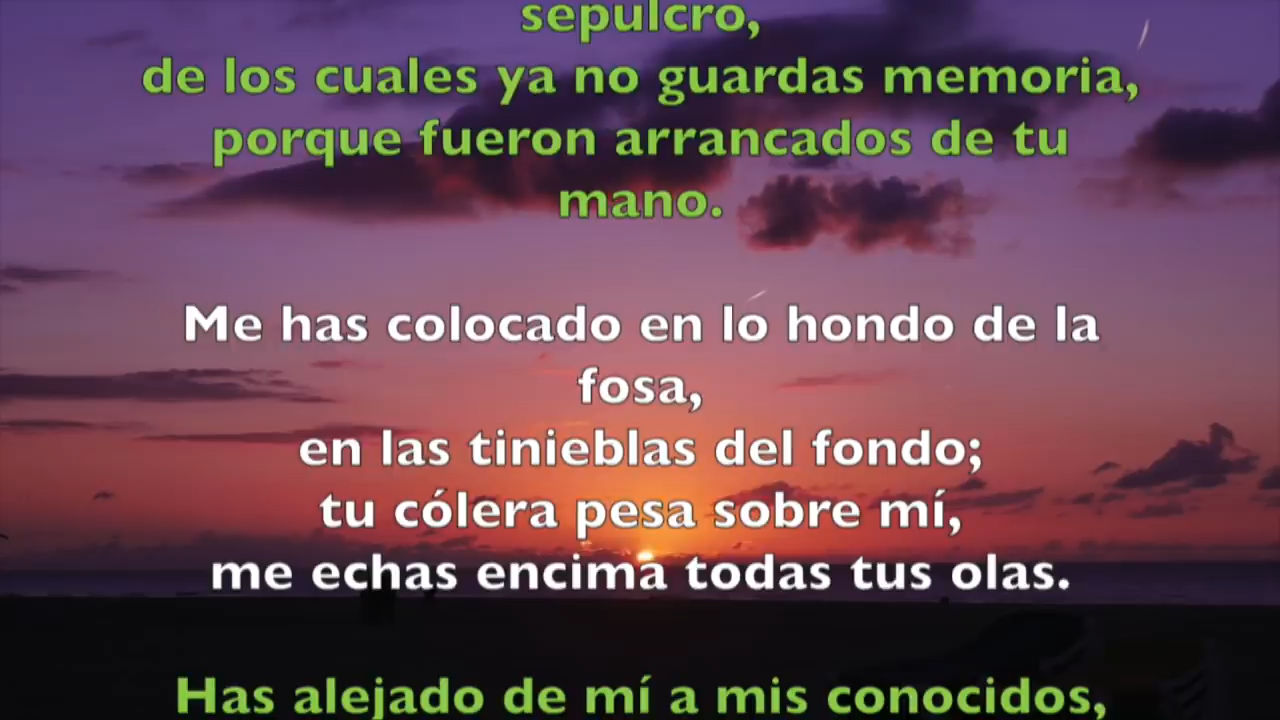 sepulcro,
de los cuales ya no guardas memoria,
porque fueron arrancados de tu
mano.
Me has colocado en lo hondo de la
fosa,
en las tinieblas del fondo;
tu cólera pesa sobre mí,
me echas encima todas tus olas.
Has alejado de mí a mis conocidos,